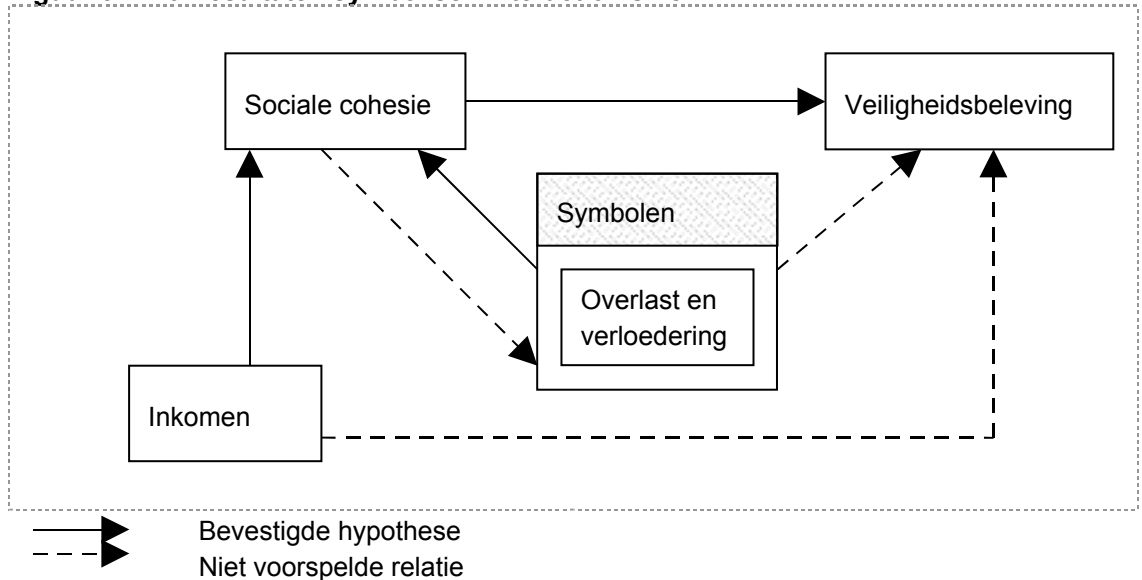 Sociale cohesie
Veiligheidsbeleving
Symbolen
Overlast en
verloedering
Inkomen
Bevestigde hypothese
Niet voorspelde relatie